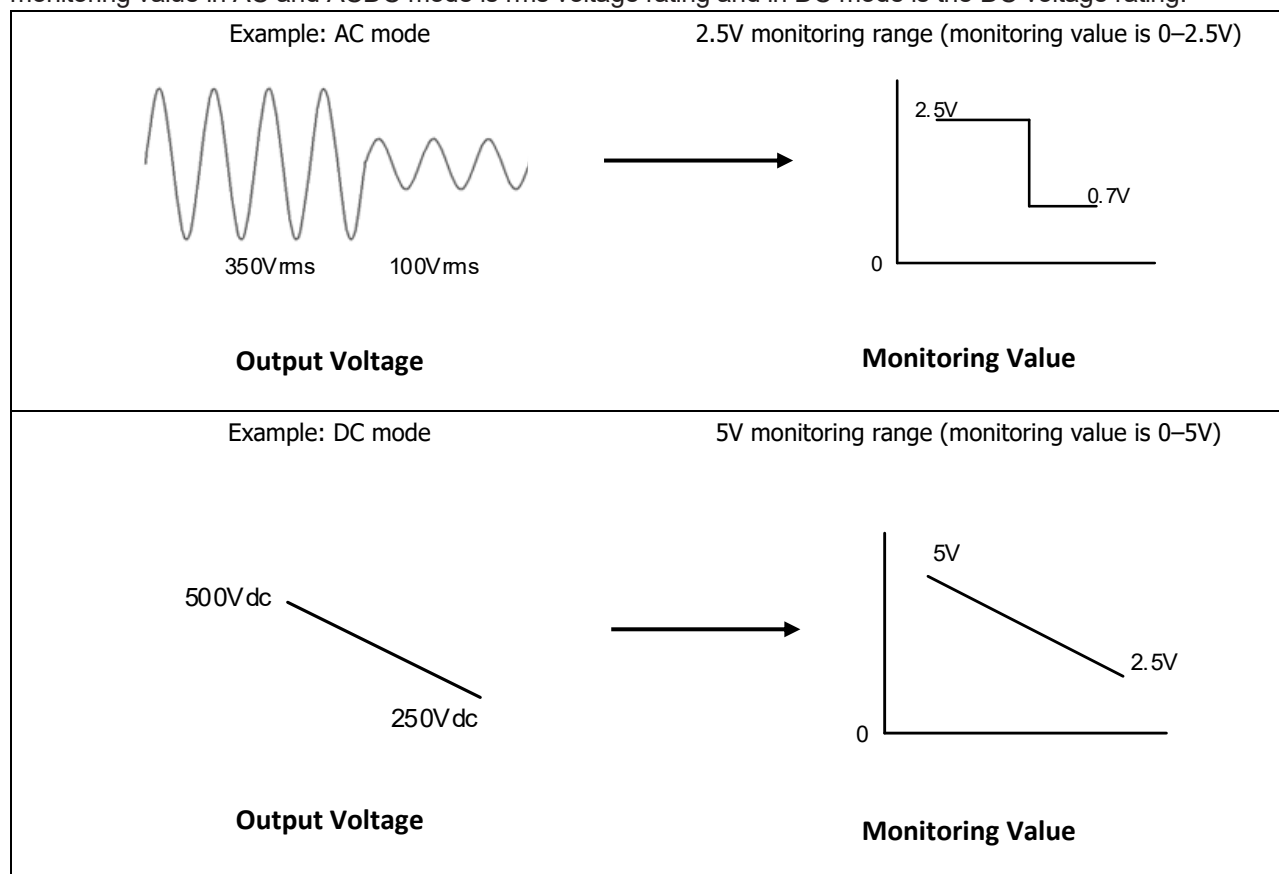 monitoring value in AC and ACDC mode is rms voltage rating and in DC mode is the DC voltage rating.
Example: AC mode
2.5V monitoring range (monitoring value is 0–2.5V)
2.5V
0.7V
350Vrms 100Vrms
0
Output Voltage
Monitoring Value
Example: DC mode
5V monitoring range (monitoring value is 0–5V)
5V
500Vdc
2.5V
250Vdc
0
Output Voltage
Monitoring Value